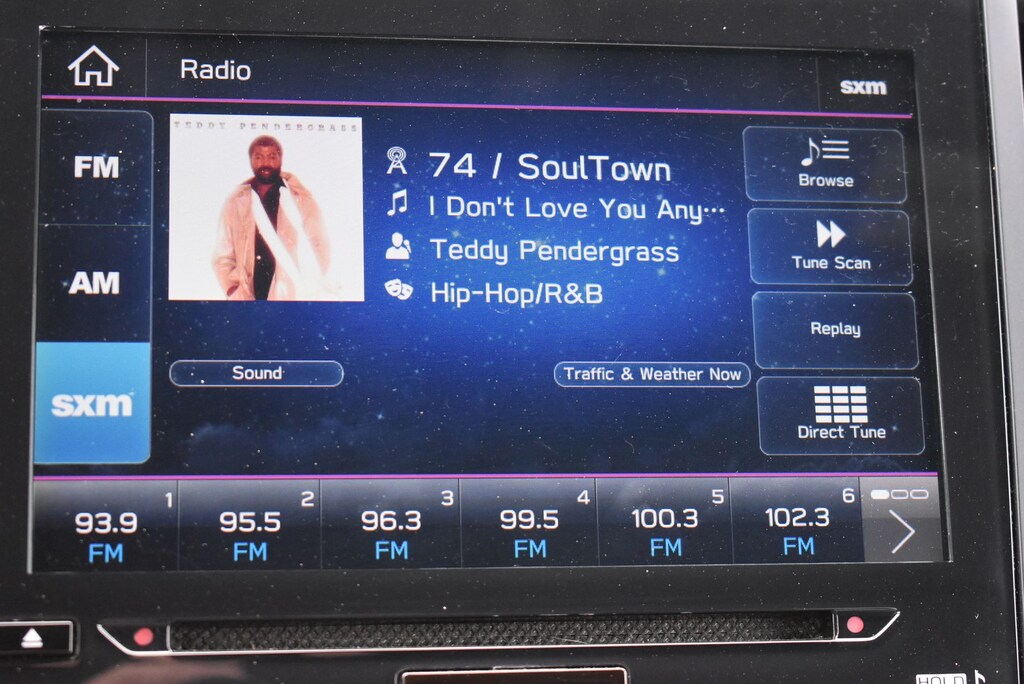 Radio
sxm
FM
AM
sxm
TEDDY PENDERGRASS
74 / SoulTown
I Don't Love You Any…
Teddy Pendergrass
Hip-Hop/R&B
Sound
Traffic & Weather Now
Browse
Tune Scan
Replay
Direct Tune
1
93.9
FM
2
95.5
FM
3
96.3
FM
4
99.5
FM
5
100.3
FM
6
102.3
FM
HOLD